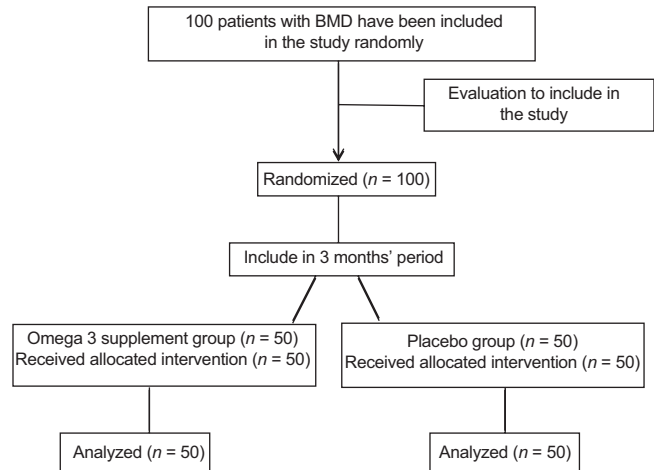 100 patients with BMD have been included
in the study randomly
Evaluation to include in
the study
Randomized (n = 100)
Include in 3 months' period
Omega 3 supplement group (n = 50)
Received allocated intervention (n = 50)
Placebo group (n = 50)
Received allocated intervention (n = 50)
Analyzed (n = 50)
Analyzed (n = 50)